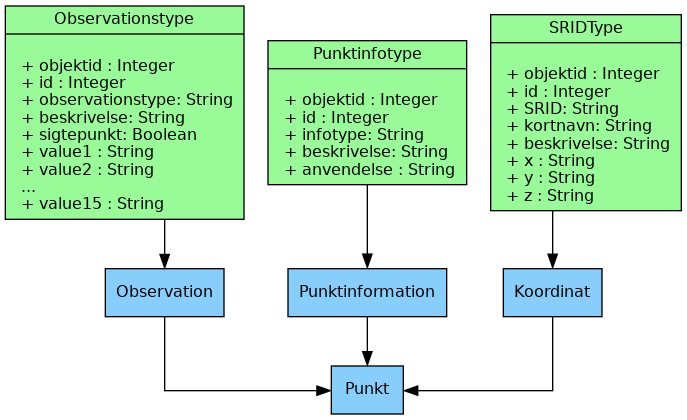 Observationstype
+ objektid : Integer
+ id : Integer
+ observationstype: String
+ beskrivelse: String
+ sigtepunkt: Boolean
+ value1 : String
+ value2 : String
...
+ value15 : String
Punktinfotype
+ objektid : Integer
+ id : Integer
+ infotype: String
+ beskrivelse: String
+ anvendelse : String
SRIDType
+ objektid : Integer
+ id : Integer
+ SRID: String
+ kortnavn: String
+ beskrivelse: String
+ x : String
+ y : String
+ z : String
Observation
Punktinformation
Koordinat
Punkt